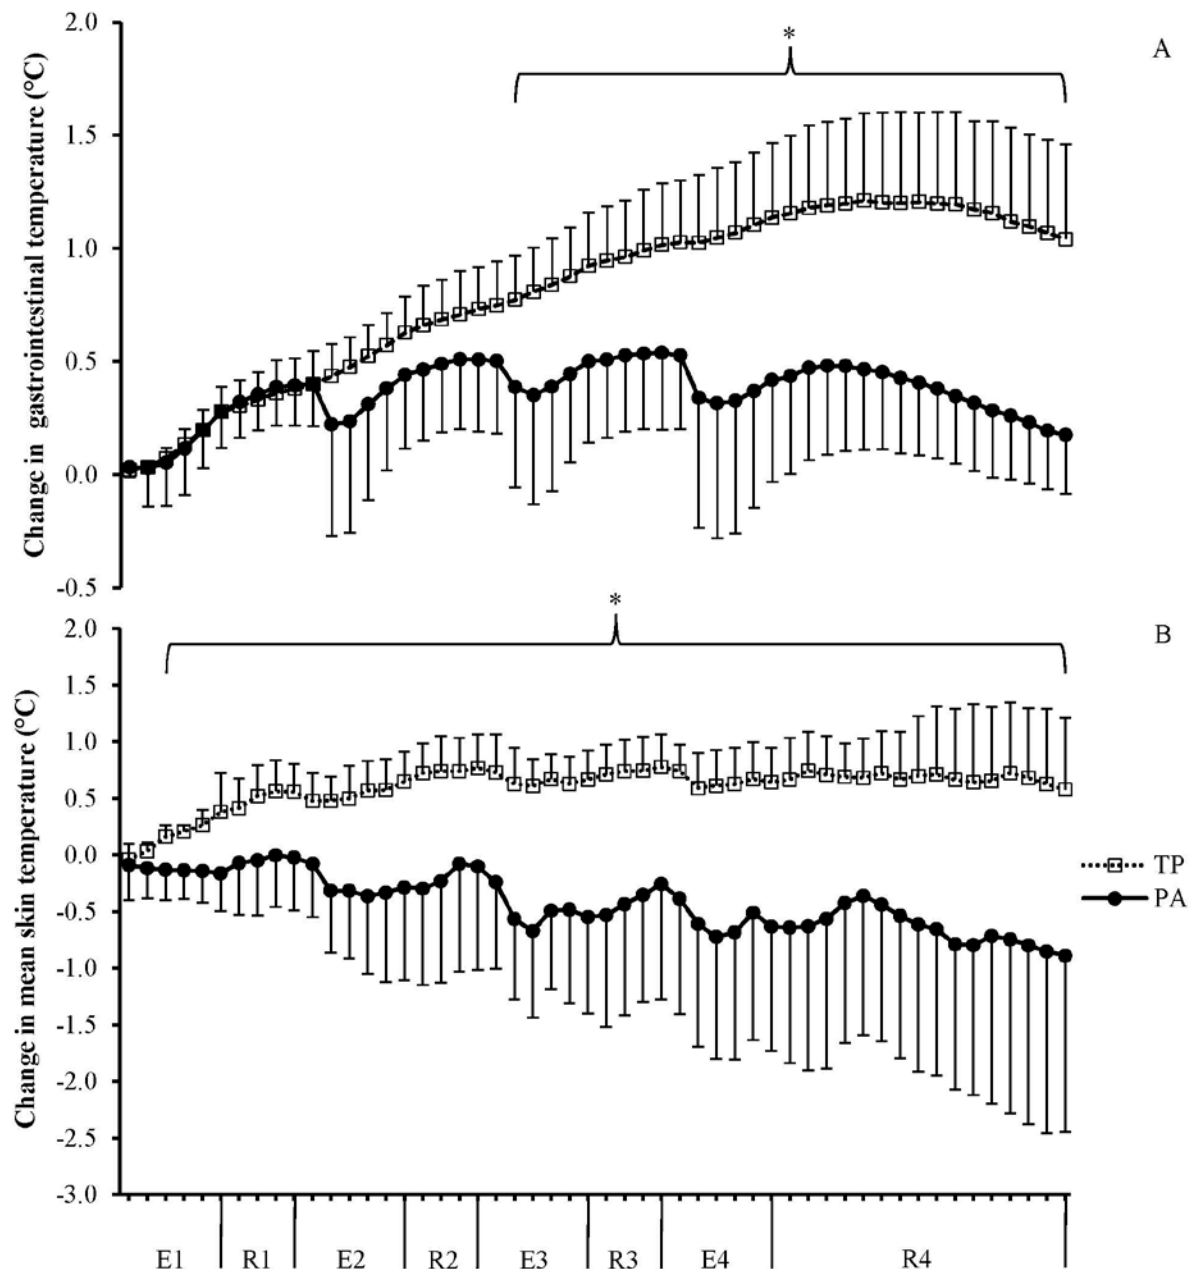 Change in gastrointestinal temperature (°C)
2.0
1.5
1.0
0.5
0.0
-0.5
*
A
Change in mean skin temperature (°C)
2.0
1.5
1.0
0.5
0.0
-0.5
-1.0
-1.5
-2.0
-2.5
-3.0
*
B
TP
PA
E1 R1 E2 R2 E3 R3 E4 R4